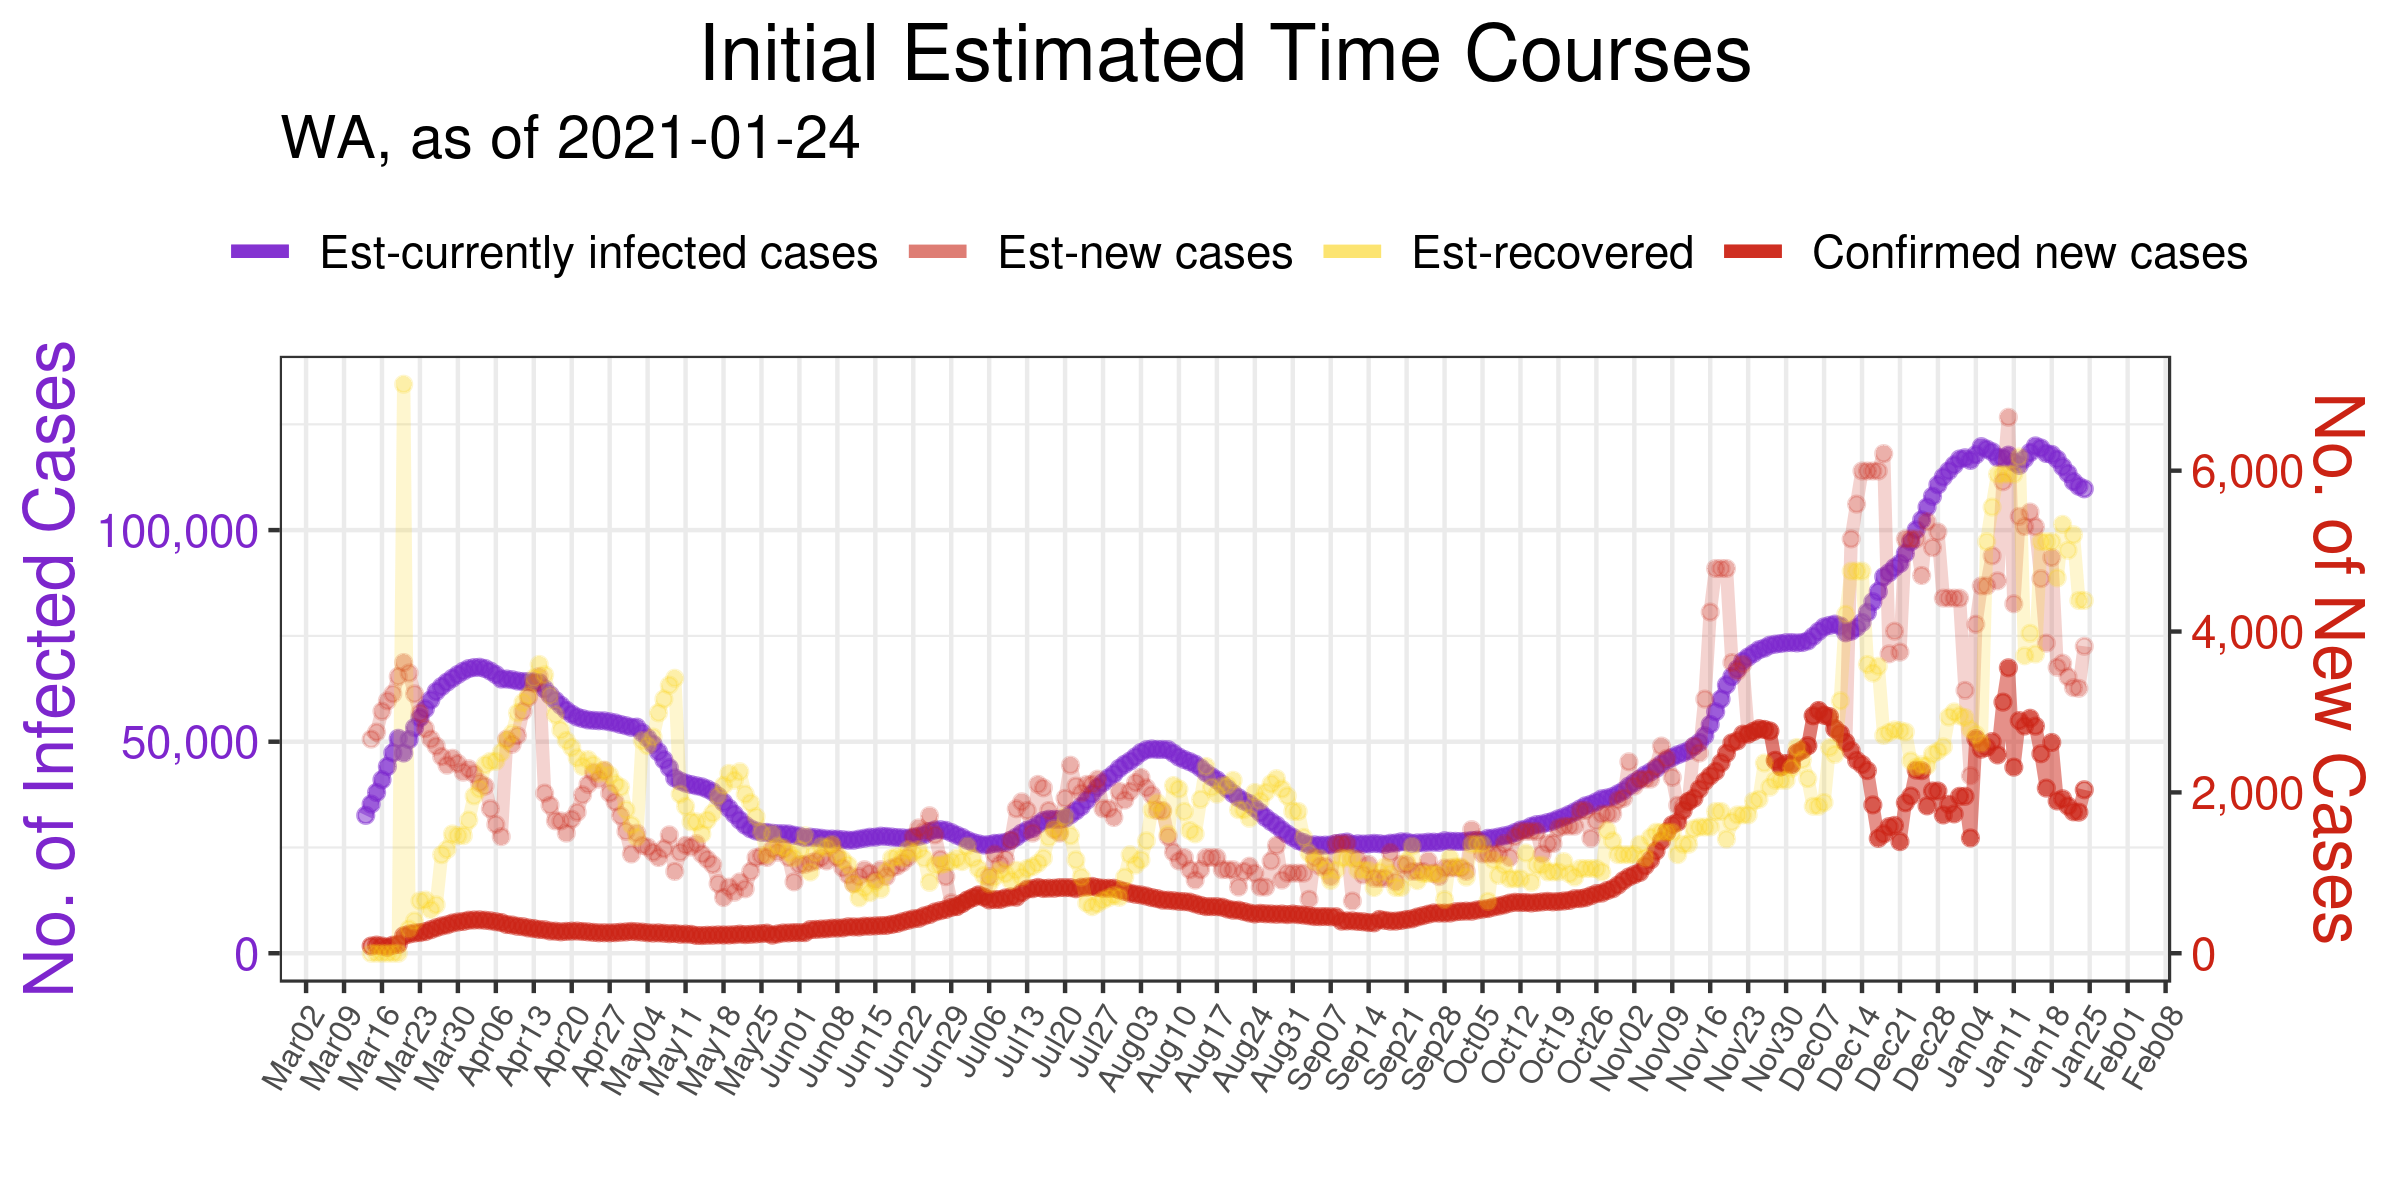 Initial Estimated Time Courses
WA, as of 2021-01-24
Est-currently infected cases Est-new cases Est-recovered Confirmed new cases
No. of Infected Cases
100,000
50,000
0
6,000
4,000
2,000
0
No. of New Cases
Mar02 Mar09 Mar16 Mar23 Mar30 Apr06 Apr13 Apr20 Apr27 May04 May11 May18 May25 Jun01 Jun08 Jun15 Jun22 Jun29 Jul06 Jul13 Jul20 Jul27 Aug03 Aug10 Aug17 Aug24 Aug31 Sep07 Sep14 Sep21 Sep28 Oct05 Oct12 Oct19 Oct26 Nov02 Nov09 Nov16 Nov23 Nov30 Dec07 Dec14 Dec21 Dec28 Jan04 Jan11 Jan18 Jan25 Feb01 Feb08